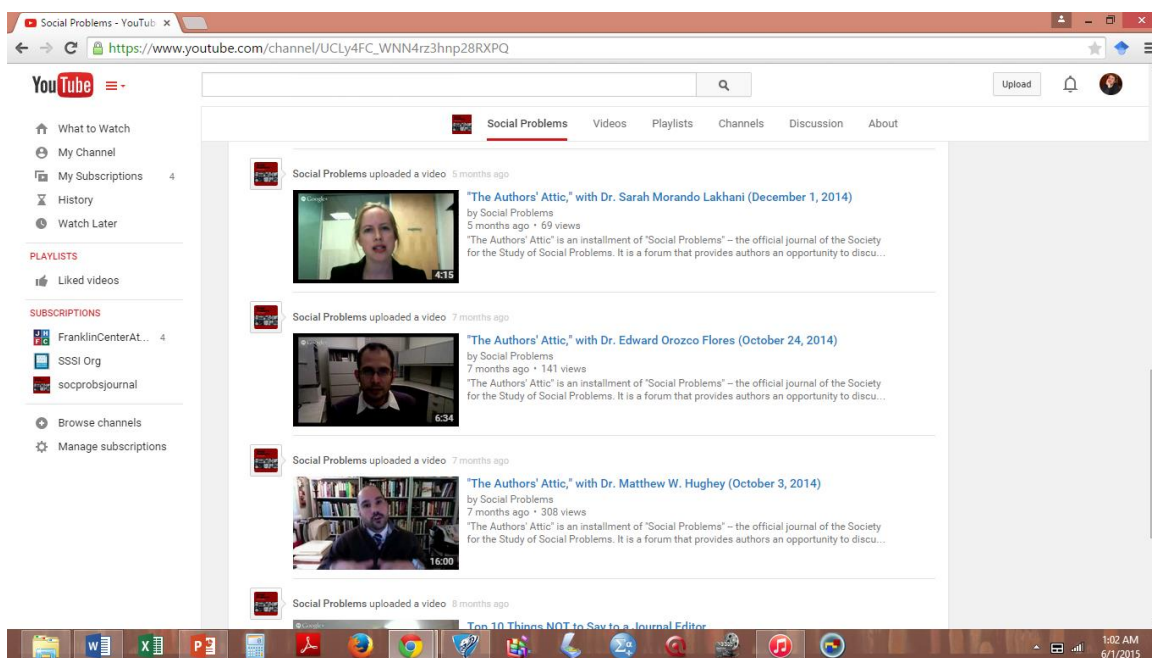 Social Problems - YouTub
https://www.youtube.com/channel/UCLy4FC_WNN4rz3hnp28RXPQ
YouTube
Upload
Social Problems Videos Playlists Channels Discussion About
What to Watch
My Channel
My Subscriptions 4
History
Watch Later
PLAYLISTS
Liked videos
SUBSCRIPTIONS
FranklinCenterAt... 4
SSSI Org
socprobsjournal
Browse channels
Manage subscriptions
Social Problems uploaded a video 5 months ago
"The Authors' Attic," with Dr. Sarah Morando Lakhani (December 1, 2014)
by Social Problems
5 months ago • 69 views
"The Authors' Attic" is an installment of "Social Problems" – the official journal of the Society
for the Study of Social Problems. It is a forum that provides authors an opportunity to discu...
Google+
4:15
Social Problems uploaded a video 7 months ago
"The Authors' Attic," with Dr. Edward Orozco Flores (October 24, 2014)
by Social Problems
7 months ago • 141 views
"The Authors' Attic" is an installment of "Social Problems" – the official journal of the Society
for the Study of Social Problems. It is a forum that provides authors an opportunity to discu...
Google+
6:34
Social Problems uploaded a video 7 months ago
"The Authors' Attic," with Dr. Matthew W. Hughey (October 3, 2014)
by Social Problems
7 months ago • 308 views
"The Authors' Attic" is an installment of "Social Problems" – the official journal of the Society
for the Study of Social Problems. It is a forum that provides authors an opportunity to discu...
16:00
Social Problems uploaded a video 8 months ago
Top 10 Things NOT to Say to a Journal Editor
1:02 AM
6/1/2015